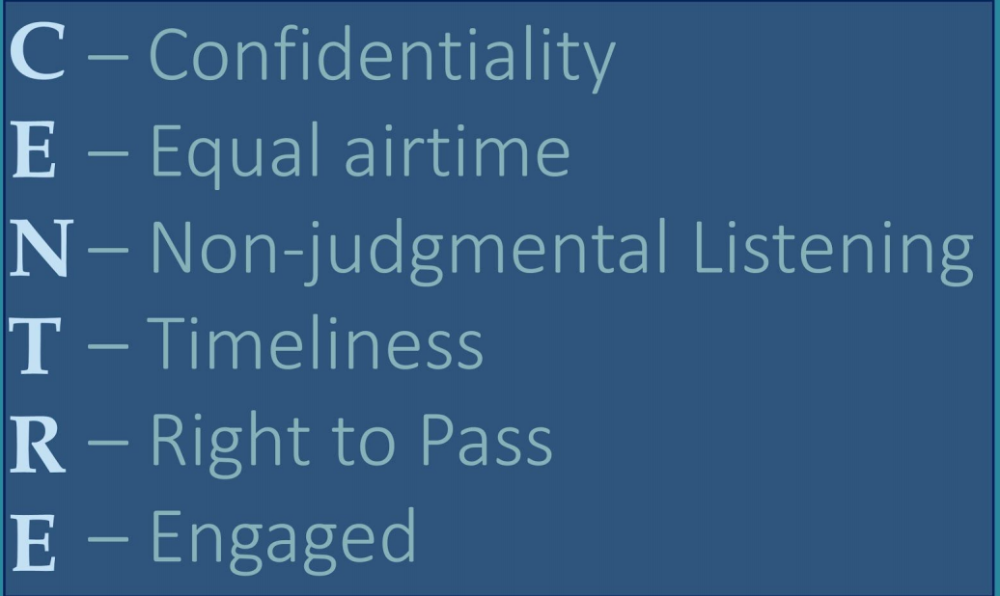 C – Confidentiality
E – Equal airtime
N – Non-judgmental Listening
T – Timeliness
R – Right to Pass
E – Engaged